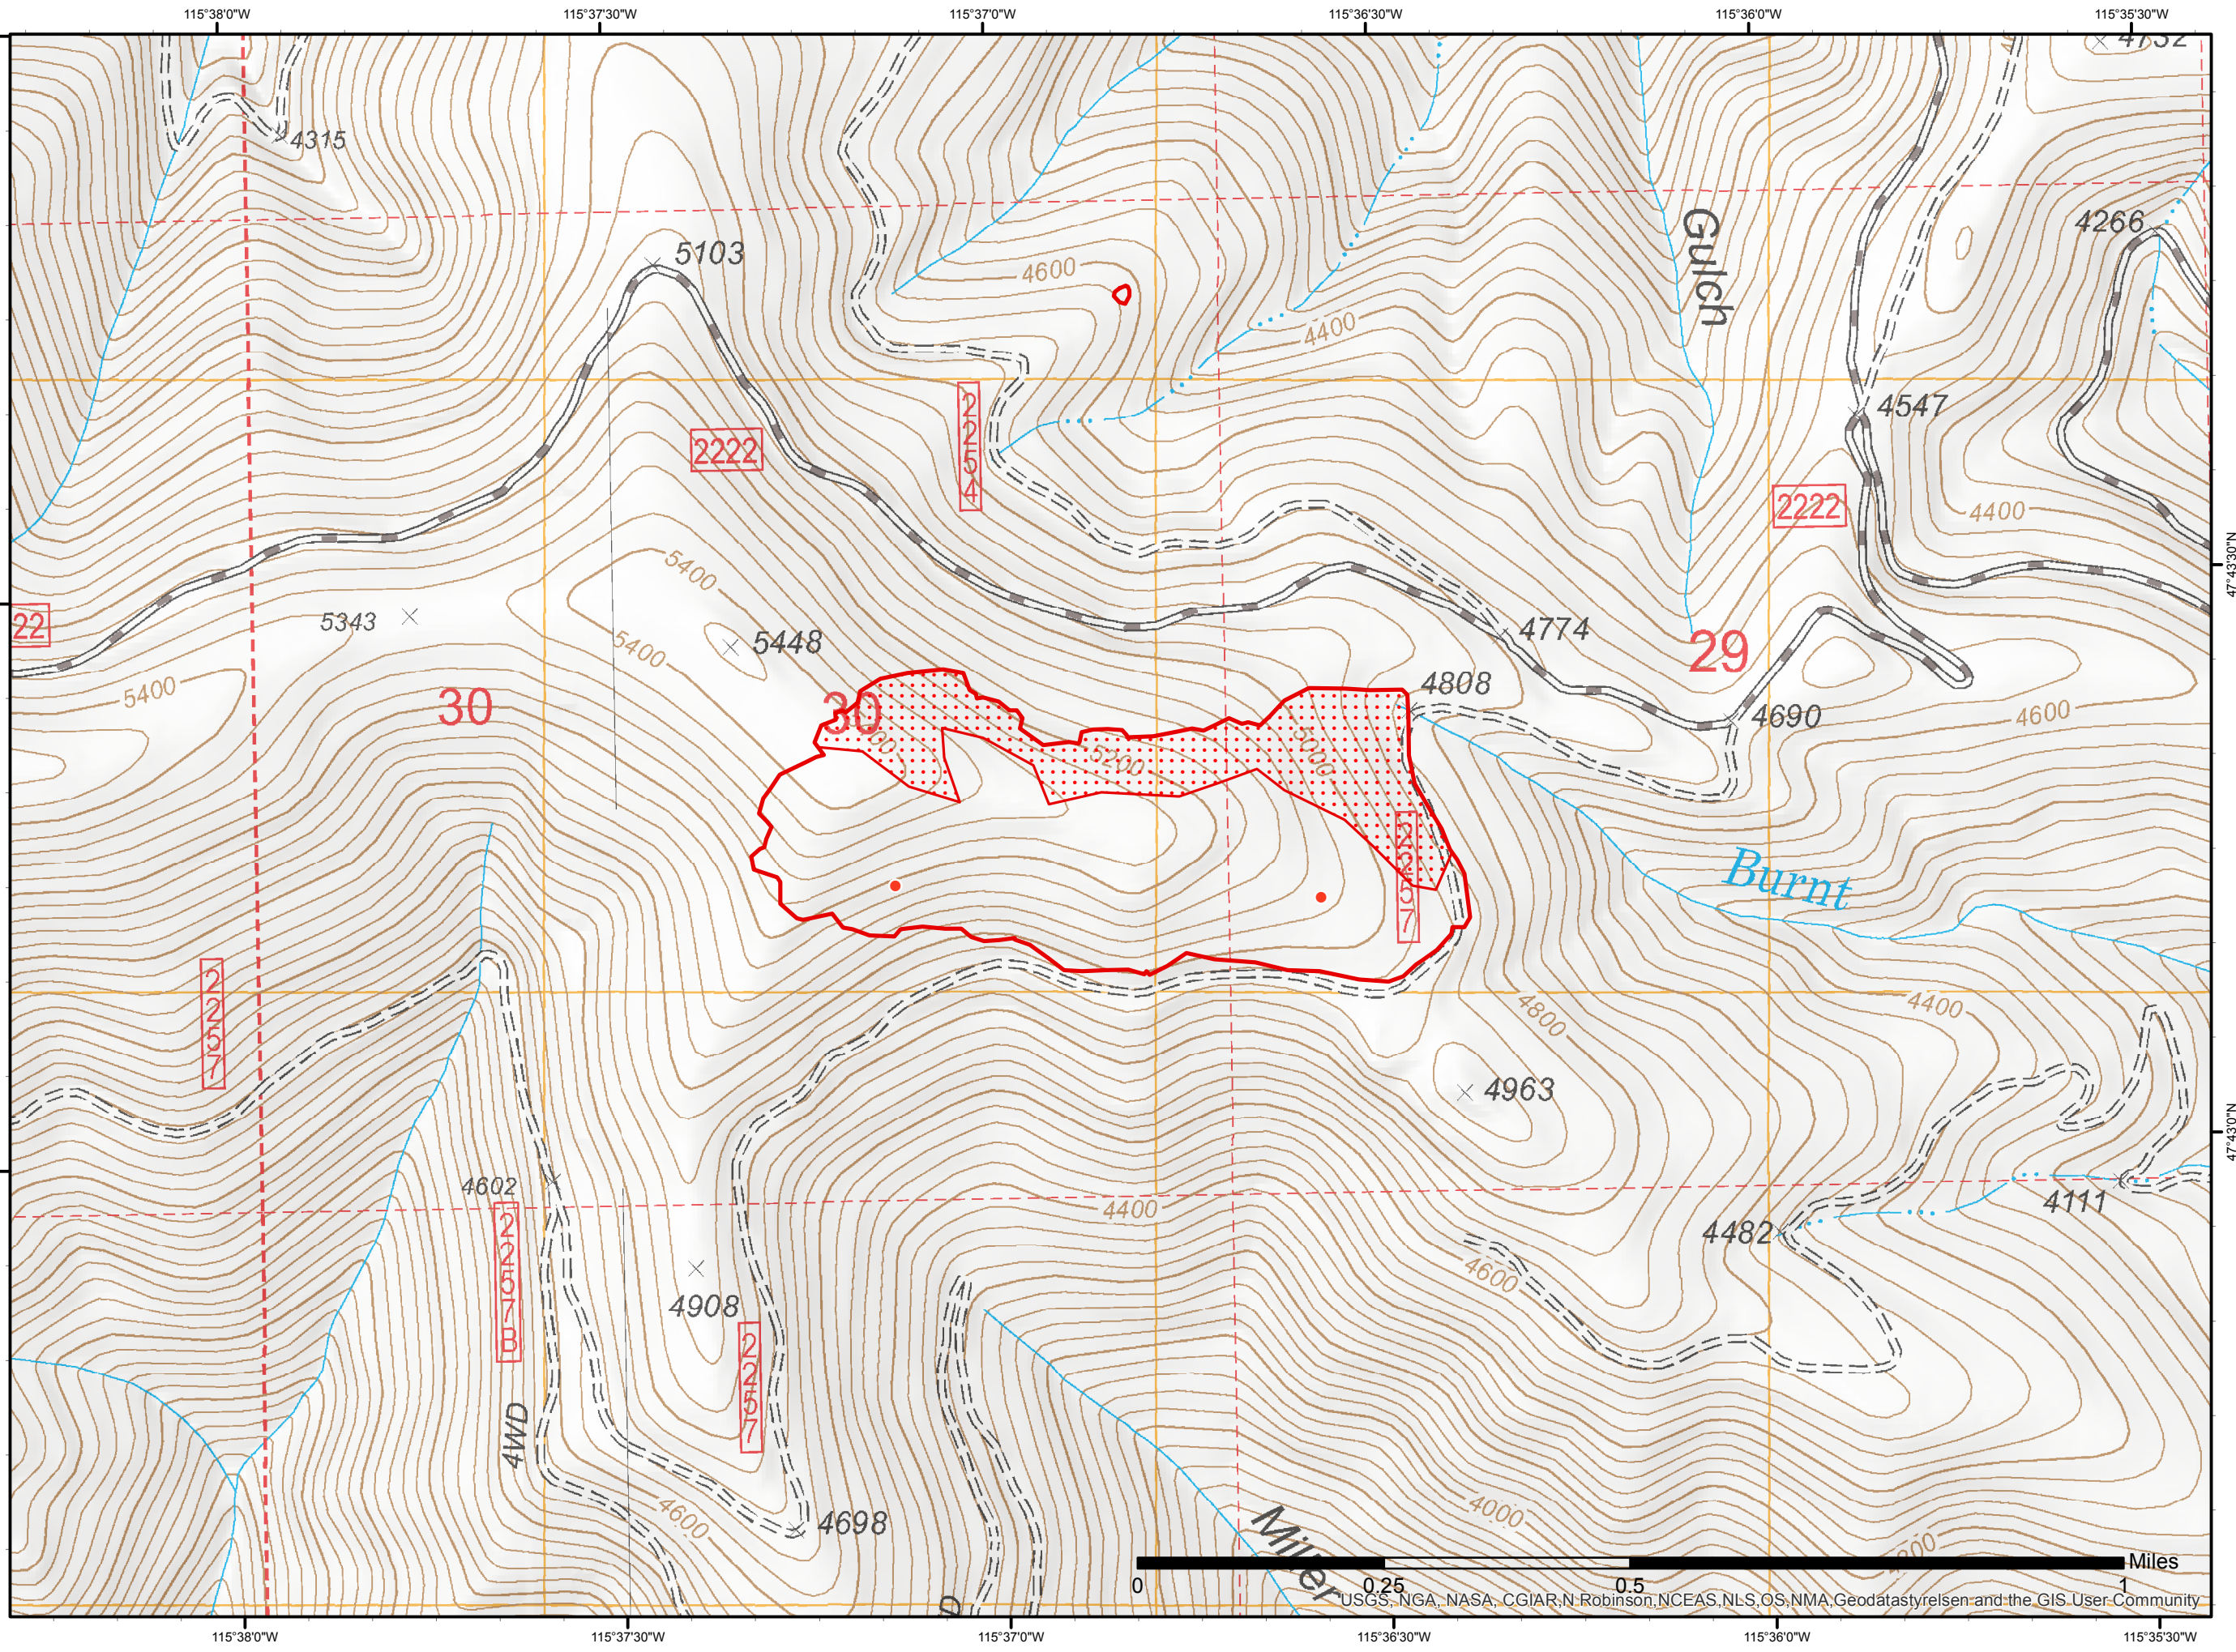 115°38'0"W
115°37'30"W
115°37'0"W
115°36'30"W
115°36'0"W
115°35'30"W
4732
4315
Gulch
4266
5103
4600
4400
2254
4547
2222
2222
4400
47°43'30"N
5400
5343
22
5448
4774
29
5400
5400
30
30
4808
4690
4600
5200
5000
2257
Burnt
2257
4800
4400
4963
47°43'0"N
4602
2257B
4400
4111
4482
4600
4908
2257
4WD
4600
4698
4000
Miller
D
Miles
0
0.25
0.5
1
USGS, NGA, NASA, CGIAR,N Robinson,NCEAS,NLS,OS,NMA,Geodatastyrelsen and the GIS User Community
115°38'0"W
115°37'30"W
115°37'0"W
115°36'30"W
115°36'0"W
115°35'30"W